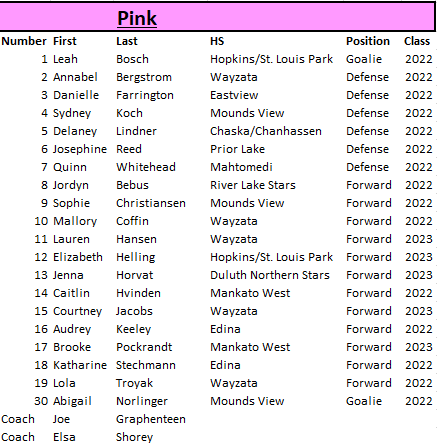 Pink
Number First Last HS Position Class
1 Leah Bosch Hopkins/St. Louis Park Goalie 2022
2 Annabel Bergstrom Wayzata Defense 2022
3 Danielle Farrington Eastview Defense 2022
4 Sydney Koch Mounds View Defense 2022
5 Delaney Lindner Chaska/Chanhassen Defense 2022
6 Josephine Reed Prior Lake Defense 2022
7 Quinn Whitehead Mahtomedi Defense 2022
8 Jordyn Bebus River Lake Stars Forward 2022
9 Sophie Christiansen Mounds View Forward 2022
10 Mallory Coffin Wayzata Forward 2022
11 Lauren Hansen Wayzata Forward 2023
12 Elizabeth Helling Hopkins/St. Louis Park Forward 2023
13 Jenna Horvat Duluth Northern Stars Forward 2023
14 Caitlin Hvinden Mankato West Forward 2022
15 Courtney Jacobs Wayzata Forward 2023
16 Audrey Keeley Edina Forward 2022
17 Brooke Pockrandt Mankato West Forward 2023
18 Katharine Stechmann Edina Forward 2022
19 Lola Troyak Wayzata Forward 2022
30 Abigail Norlinger Mounds View Goalie 2022
Coach Joe Graphenteen
Coach Elsa Shorey